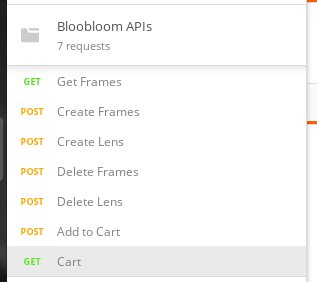 Bloobloom APIs
7 requests
GET Get Frames
POST Create Frames
POST Create Lens
POST Delete Frames
POST Delete Lens
POST Add to Cart
GET Cart